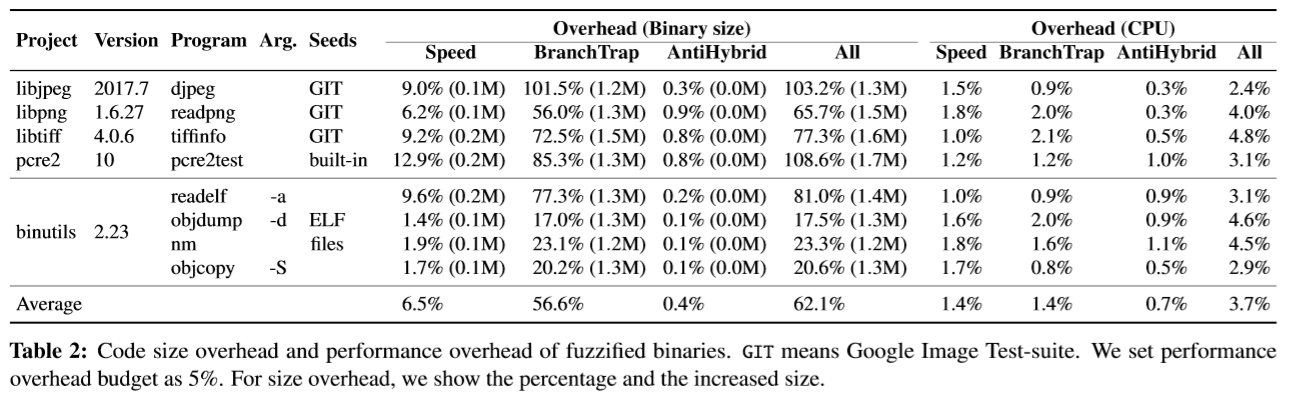 Overhead (Binary size) Overhead (CPU)
Project Version Program Arg. Seeds
Speed BranchTrap AntiHybrid All Speed BranchTrap AntiHybrid All
libjpeg 2017.7 djpeg GIT 9.0% (0.1M) 101.5% (1.2M) 0.3% (0.0M) 103.2% (1.3M) 1.5% 0.9% 0.3% 2.4%
libpng 1.6.27 readpng GIT 6.2% (0.1M) 56.0% (1.3M) 0.9% (0.0M) 65.7% (1.5M) 1.8% 2.0% 0.3% 4.0%
libtiff 4.0.6 tiffinfo GIT 9.2% (0.2M) 72.5% (1.5M) 0.8% (0.0M) 77.3% (1.6M) 1.0% 2.1% 0.5% 4.8%
pcre2 10 pcre2test built-in 12.9% (0.2M) 85.3% (1.3M) 0.8% (0.0M) 108.6% (1.7M) 1.2% 1.2% 1.0% 3.1%
readelf -a 9.6% (0.2M) 77.3% (1.3M) 0.2% (0.0M) 81.0% (1.4M) 1.0% 0.9% 0.9% 3.1%
objdump -d ELF 1.4% (0.1M) 17.0% (1.3M) 0.1% (0.0M) 17.5% (1.3M) 1.6% 2.0% 0.9% 4.6%
binutils 2.23
nm files 1.9% (0.1M) 23.1% (1.2M) 0.1% (0.0M) 23.3% (1.2M) 1.8% 1.6% 1.1% 4.5%
objcopy -S 1.7% (0.1M) 20.2% (1.3M) 0.1% (0.0M) 20.6% (1.3M) 1.7% 0.8% 0.5% 2.9%
Average 6.5% 56.6% 0.4% 62.1% 1.4% 1.4% 0.7% 3.7%
Table 2: Code size overhead and performance overhead of fuzzified binaries. GIT means Google Image Test-suite. We set performance
overhead budget as 5%. For size overhead, we show the percentage and the increased size.